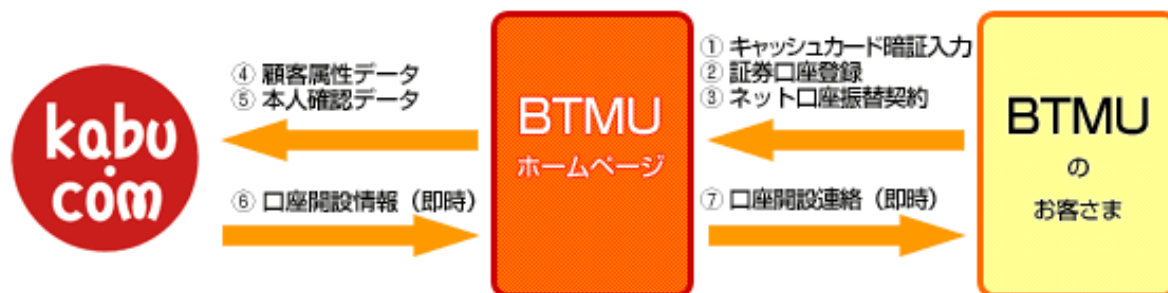 kabu.
com
④ 顧客属性データ
⑤ 本人確認データ
⑥ 口座開設情報（即時）
BTMU
ホームページ
① キャッシュカード暗証入力
② 証券口座登録
③ ネット口座振替契約
⑦ 口座開設連絡（即時）
BTMU
の
お客さま